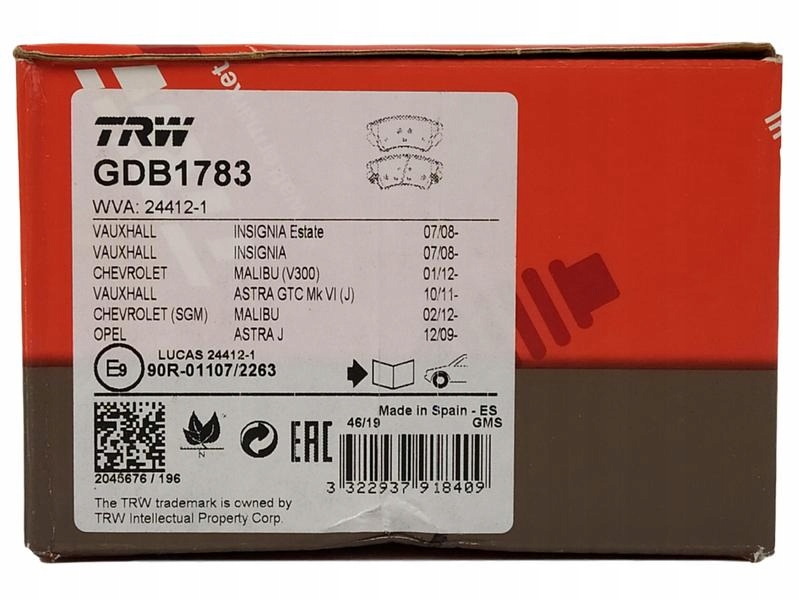 aftermarket
TRW
GDB1783
WVA: 24412-1
VAUXHALL INSIGNIA Estate 07/08-
VAUXHALL INSIGNIA 07/08-
CHEVROLET MALIBU (V300) 01/12-
VAUXHALL ASTRA GTC Mk VI (J) 10/11-
CHEVROLET (SGM) MALIBU 02/12-
OPEL ASTRA J 12/09-
E9 LUCAS 24412-1
90R-01107/2263
Made in Spain - ES
46/19 GMS
N
EAC
2045676 / 196
3 322937 918409
The TRW trademark is owned by
TRW Intellectual Property Corp.